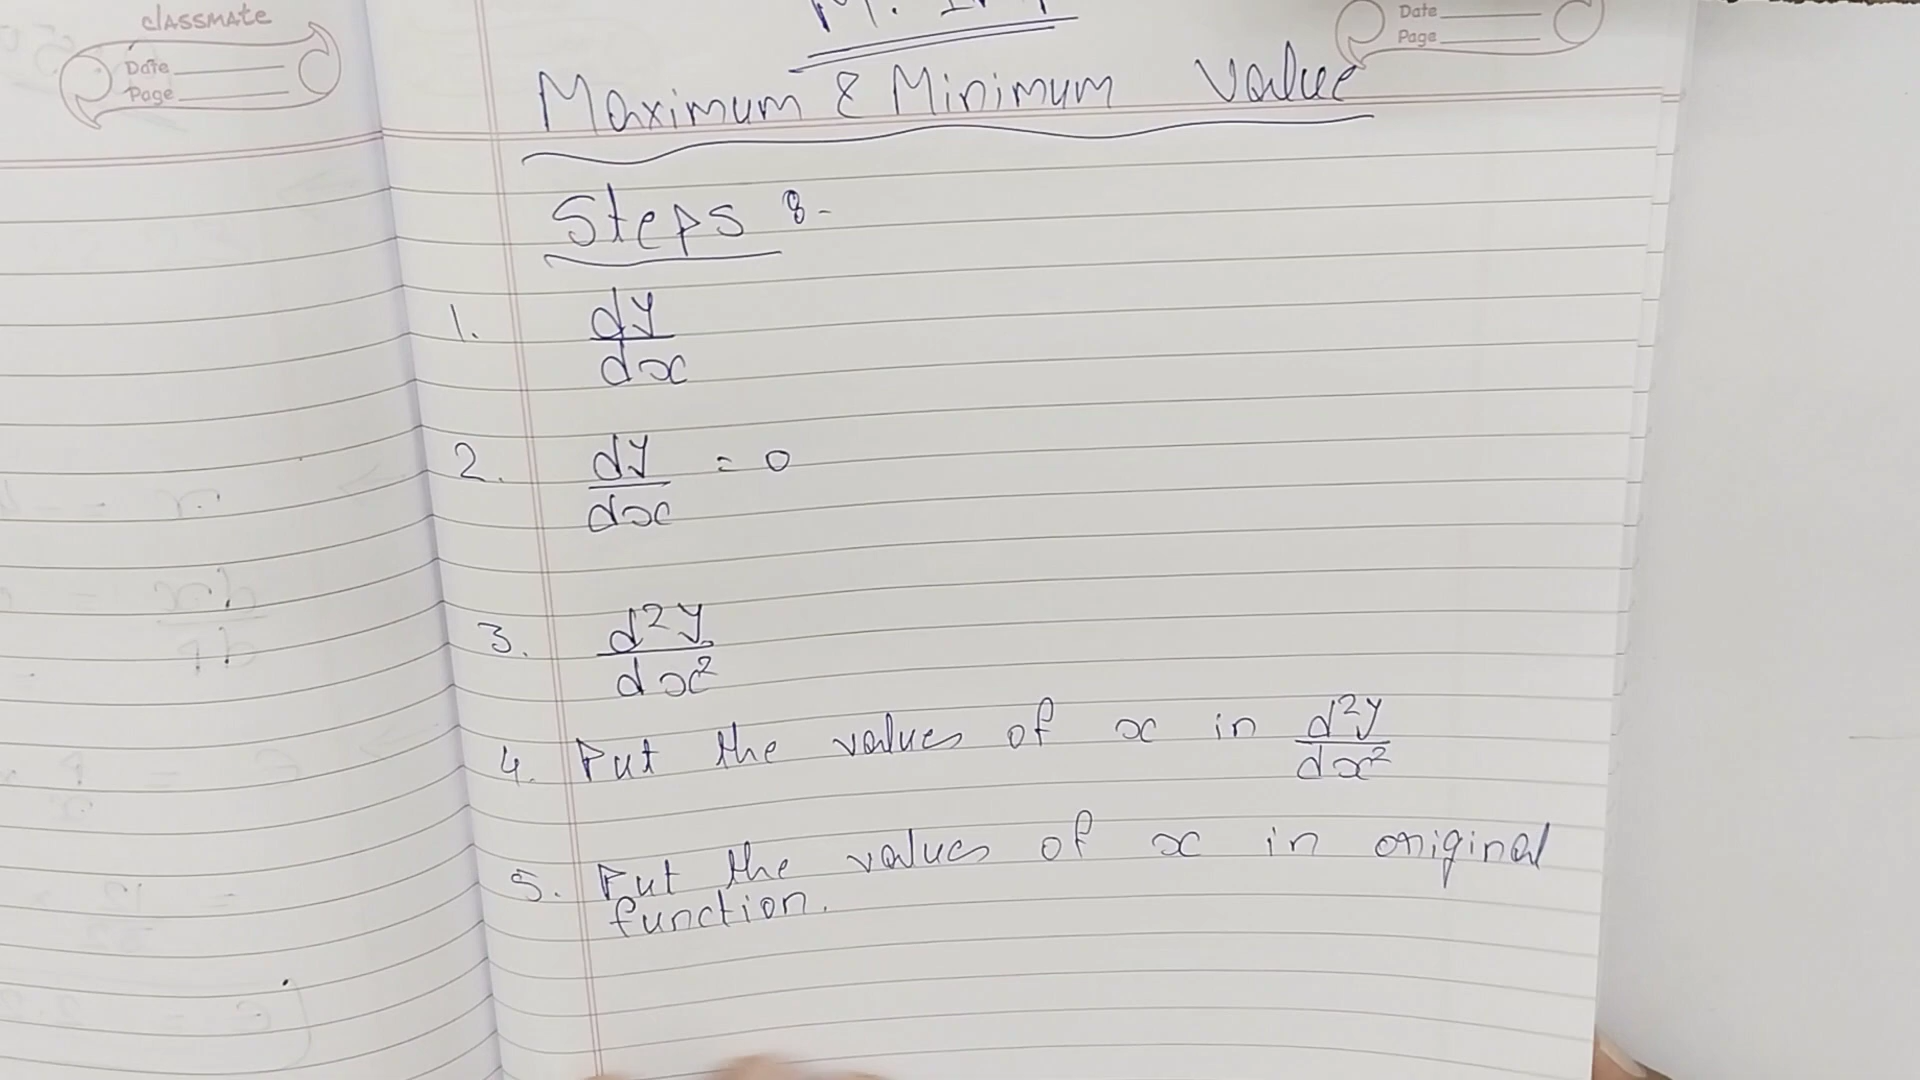 classmate
Date
Page
Date
Page
Maximum & Minimum Value
Steps :-
1. dy/dx
2. dy/dx = 0
3. d²y/dx²
4. Put the values of x in d²y/dx²
5. Put the values of x in original
function.